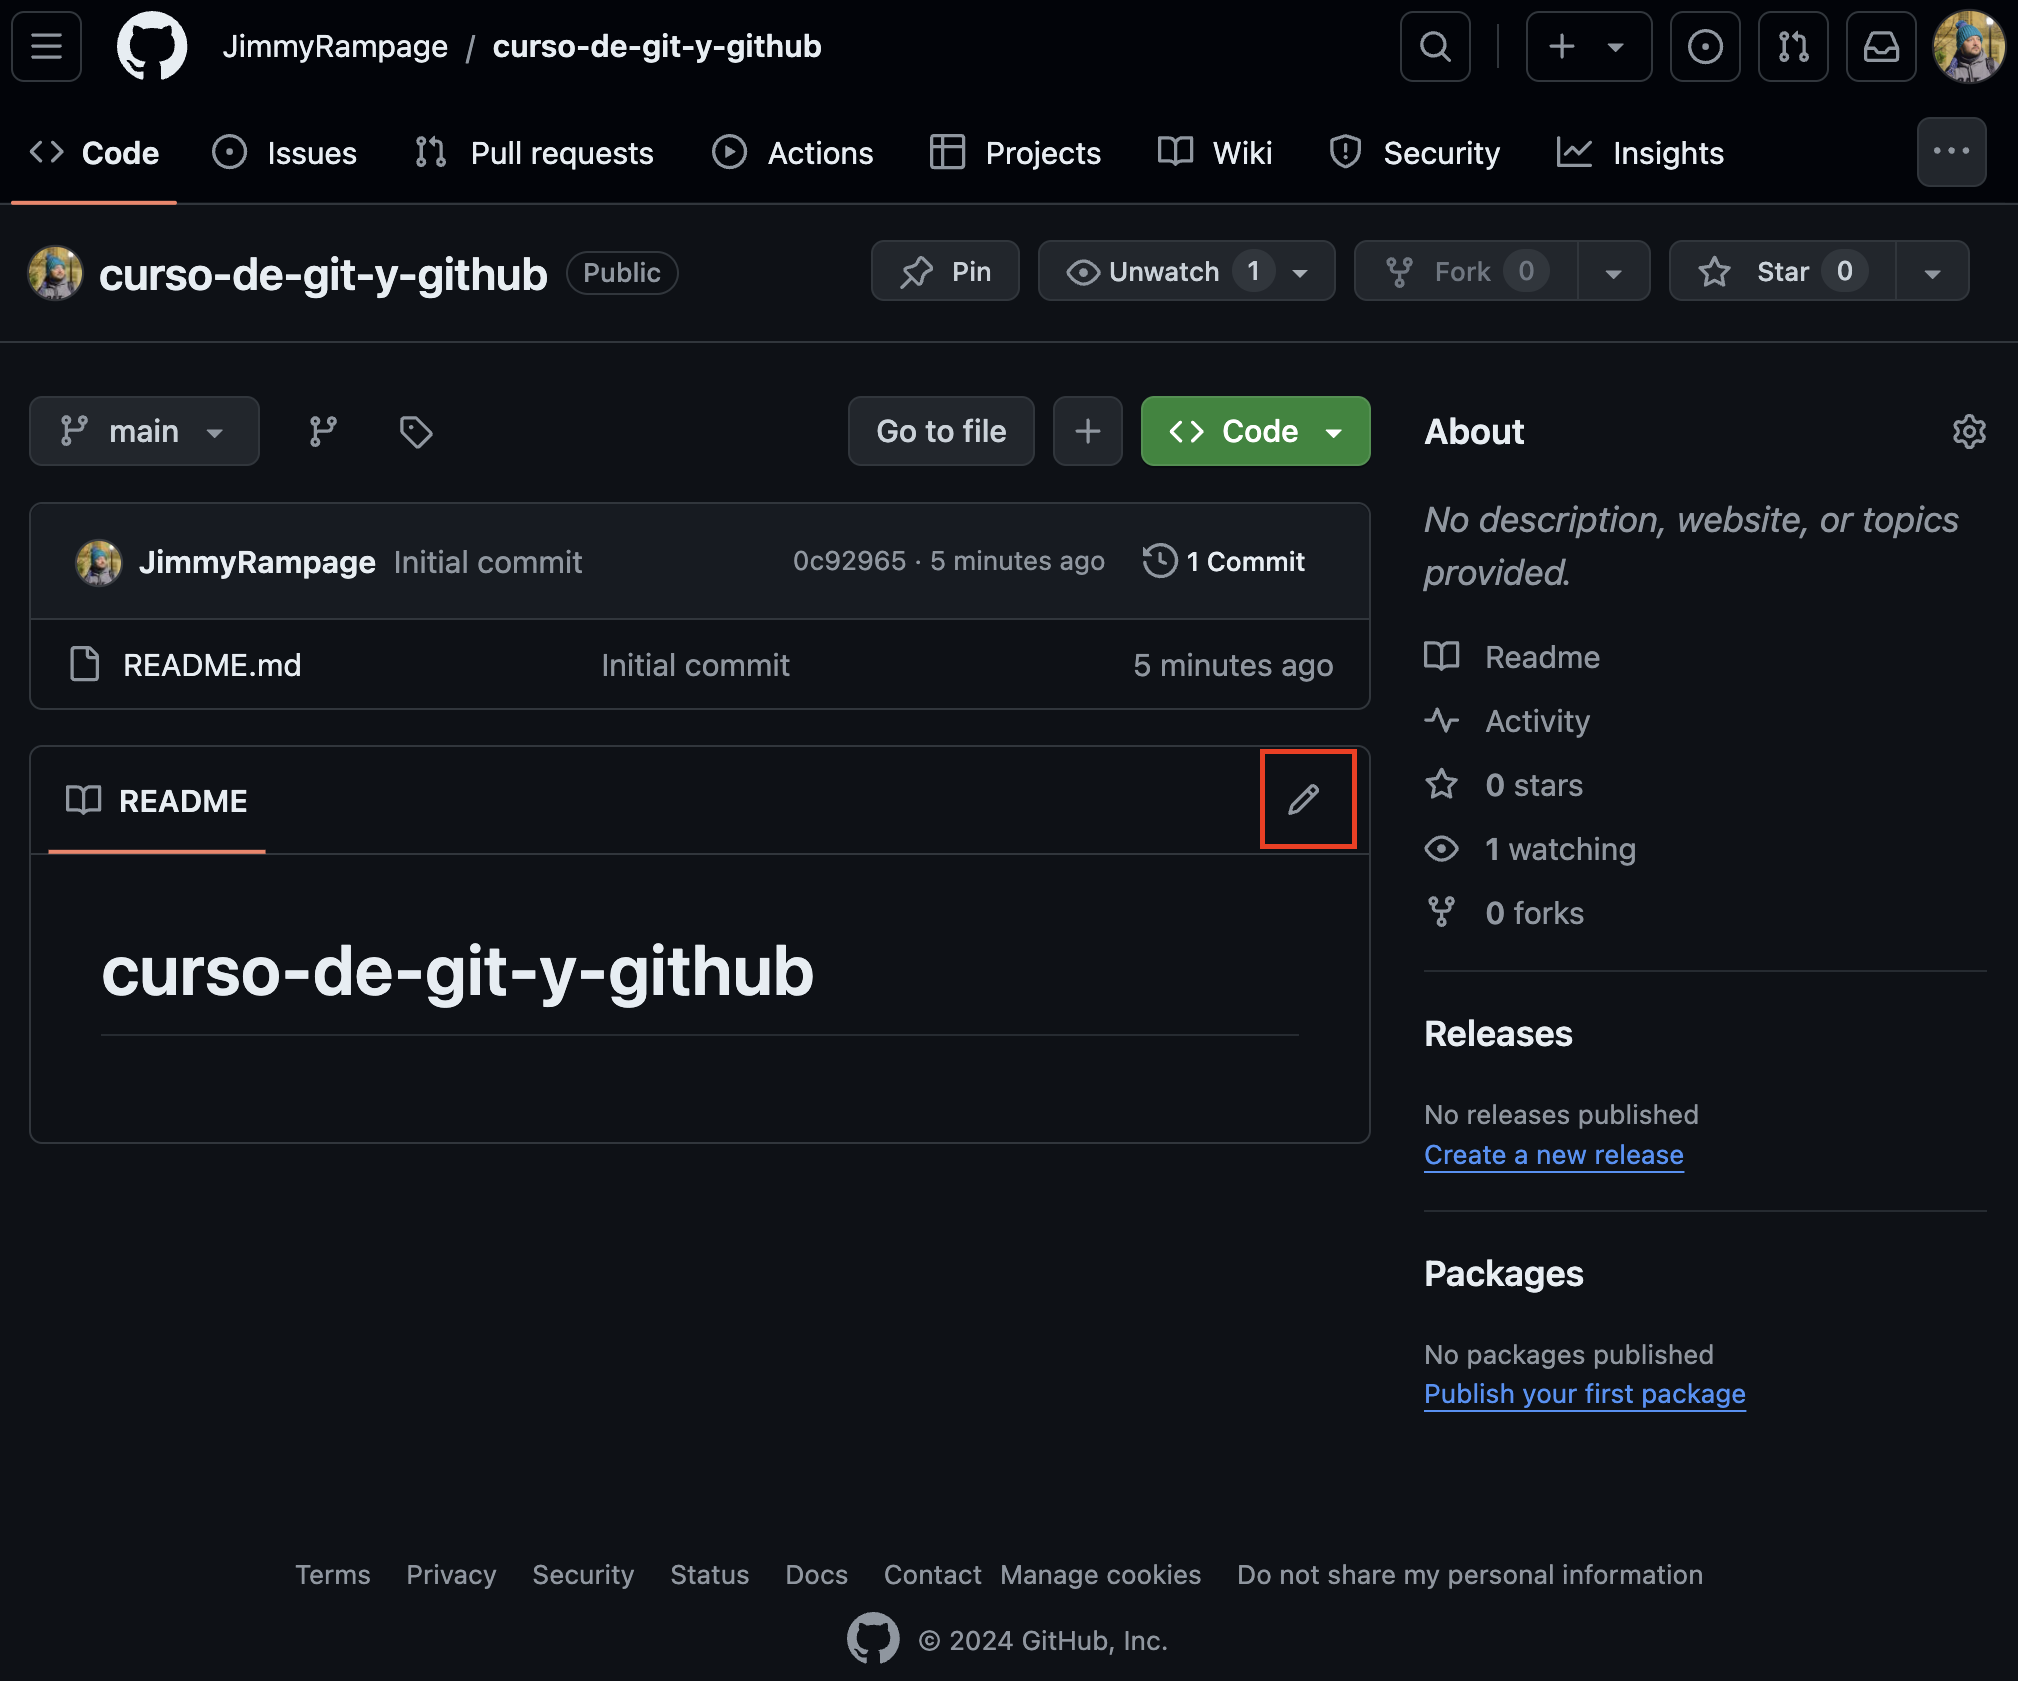 JimmyRampage / curso-de-git-y-github
Code Issues Pull requests Actions Projects Wiki Security Insights
curso-de-git-y-github Public Pin Unwatch 1 Fork 0 Star 0
main Go to file Code
JimmyRampage Initial commit 0c92965 · 5 minutes ago 1 Commit
README.md Initial commit 5 minutes ago
README
curso-de-git-y-github
About
No description, website, or topics
provided.
Readme
Activity
0 stars
1 watching
0 forks
Releases
No releases published
Create a new release
Packages
No packages published
Publish your first package
Terms Privacy Security Status Docs Contact Manage cookies Do not share my personal information
© 2024 GitHub, Inc.